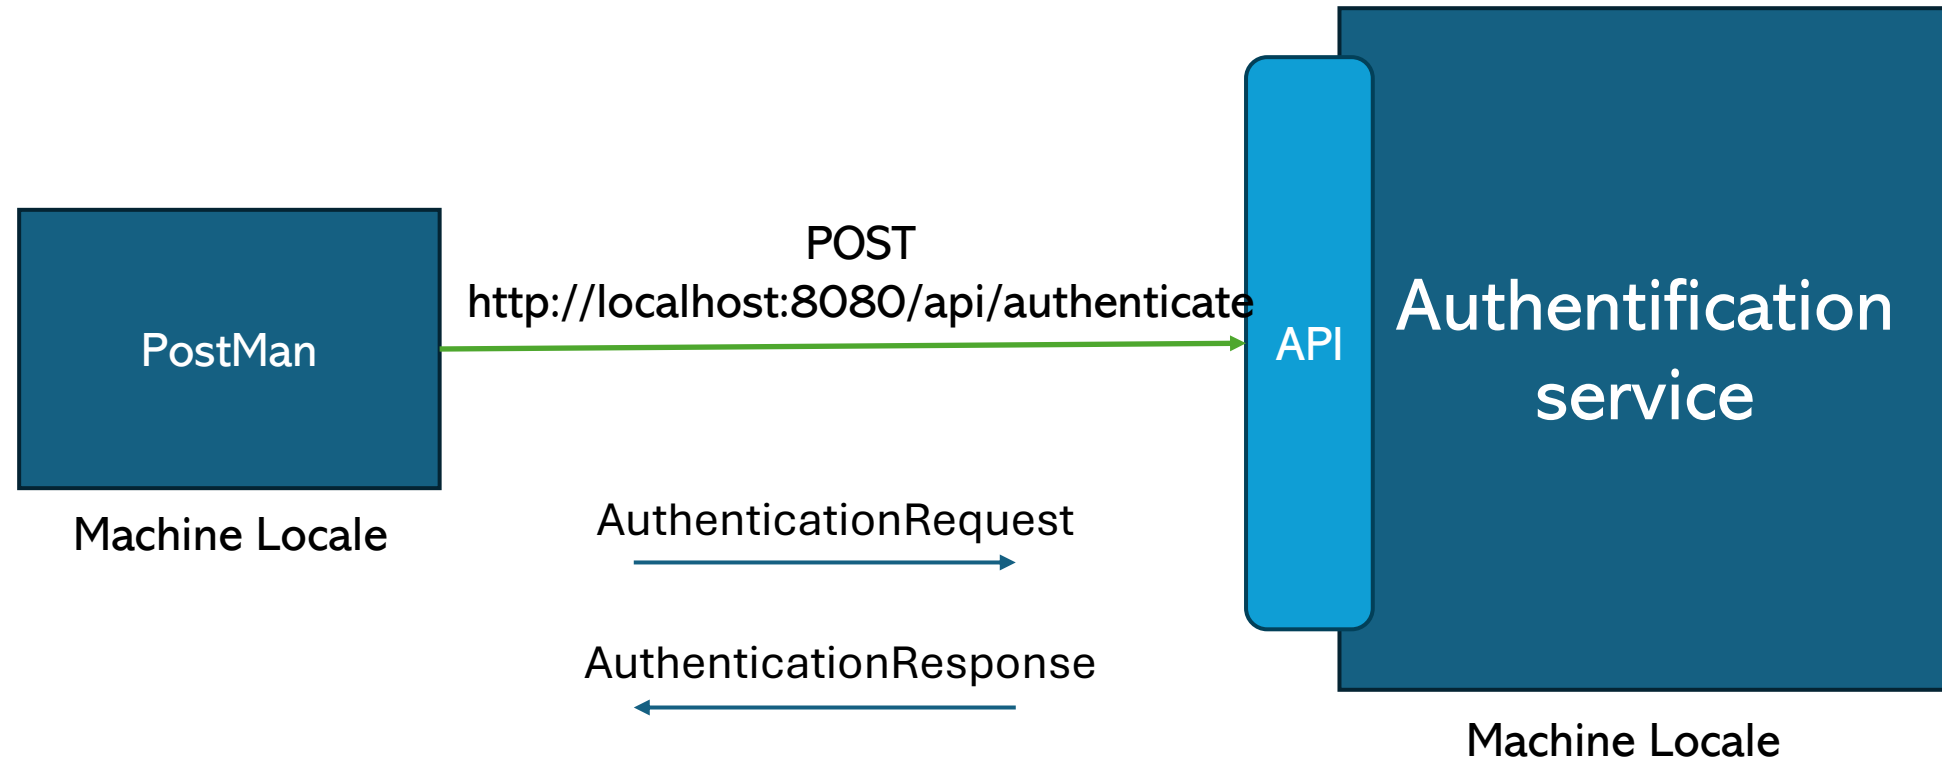 PostMan
Machine Locale
POST
http://localhost:8080/api/authenticate
AuthenticationRequest
AuthenticationResponse
API
Authentification
service
Machine Locale